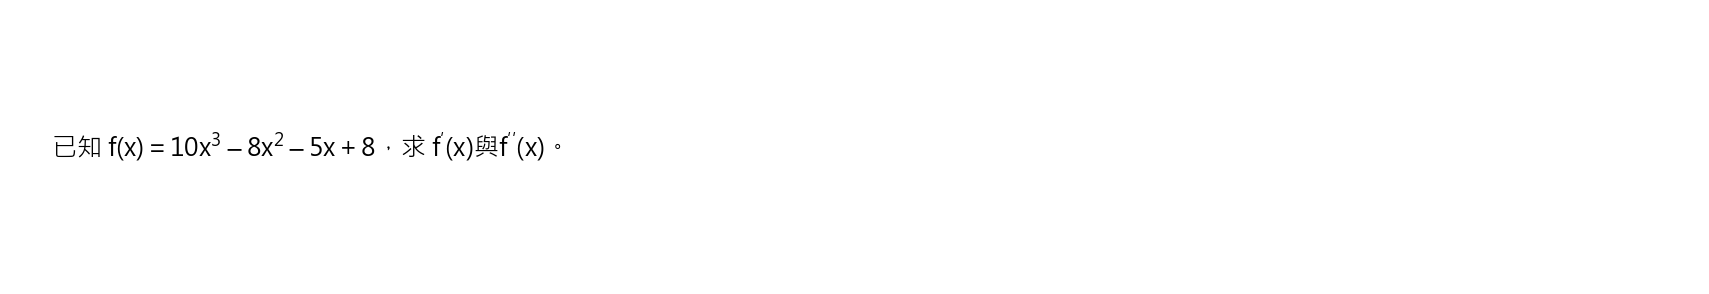 已知 f(x) = 10x³ – 8x² – 5x + 8，求 f′(x)與f′′(x)。